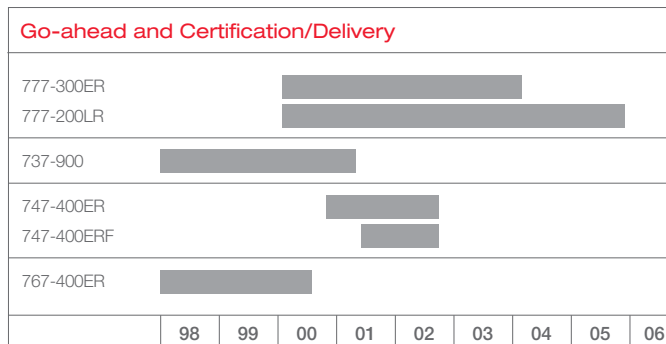 Go-ahead and Certification/Delivery
777-300ER
777-200LR
737-900
747-400ER
747-400ERF
767-400ER
98 99 00 01 02 03 04 05 06